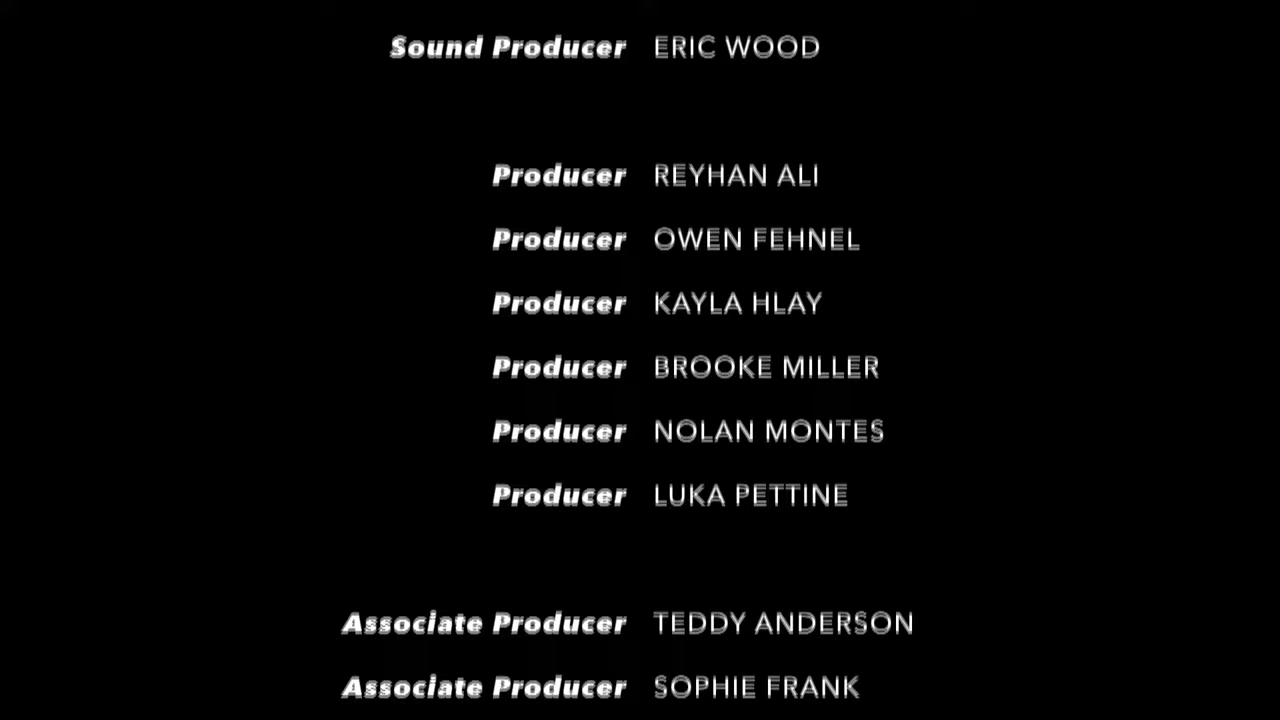 Sound Producer ERIC WOOD
Producer REYHAN ALI
Producer OWEN FEHNEL
Producer KAYLA HLAY
Producer BROOKE MILLER
Producer NOLAN MONTES
Producer LUKA PETTINE
Associate Producer TEDDY ANDERSON
Associate Producer SOPHIE FRANK